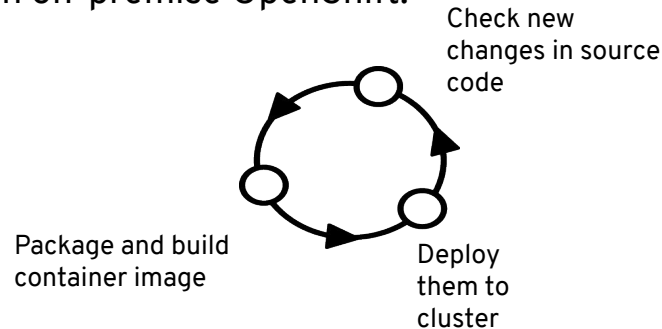 on-premise OpenShift.
Check new
changes in source
code
Package and build
container image
Deploy
them to
cluster